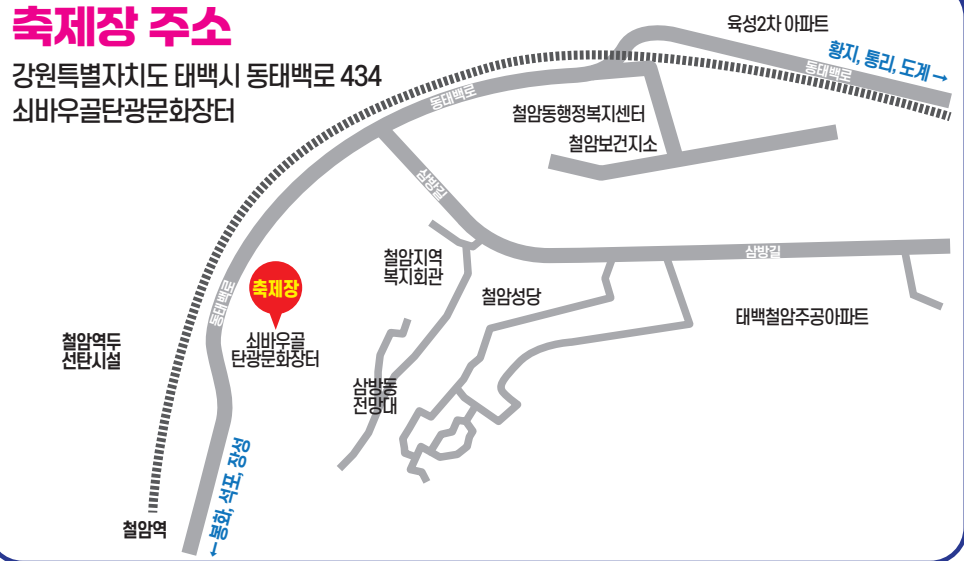 축제장 주소
강원특별자치도 태백시 동태백로 434
쇠바우골탄광문화장터
육성2차 아파트
황지, 통리, 도계 →
동태백로
동태백로
철암동행정복지센터
철암보건지소
삼방길
삼방길
철암지역
복지회관
철암성당
태백철암주공아파트
축제장
동태백로
쇠바우골
탄광문화장터
철암역두
선탄시설
삼방동
전망대
←봉화, 석포, 장성
철암역